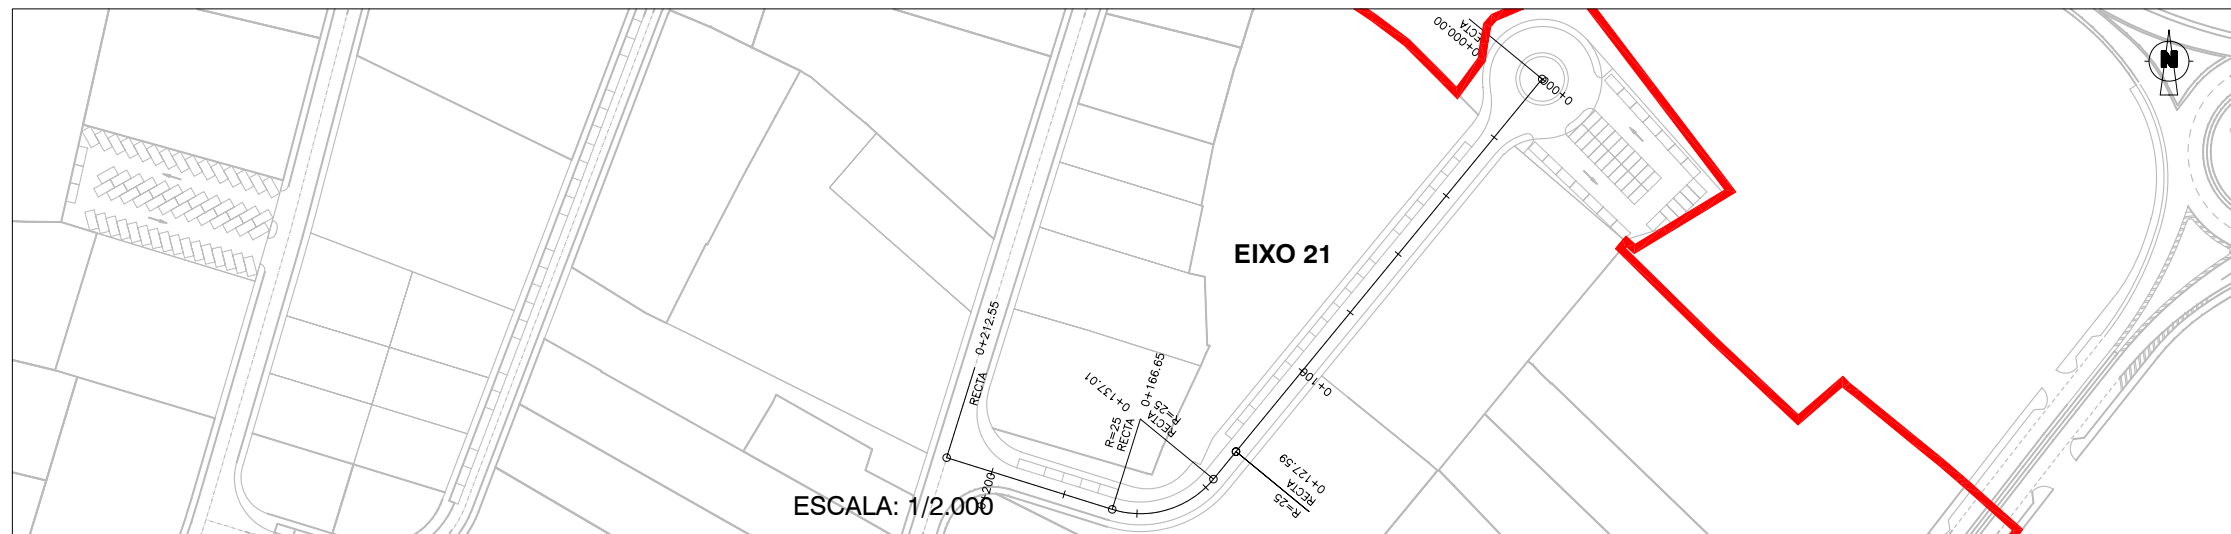 RECTA
0+000.00
0+000
N
EIXO 21
RECTA 0+212.55
0+137.01
0+166.65
R=25
RECTA
R=25
RECTA
0+100
0+127.59
RECTA
R=25
0+200
ESCALA: 1/2.000